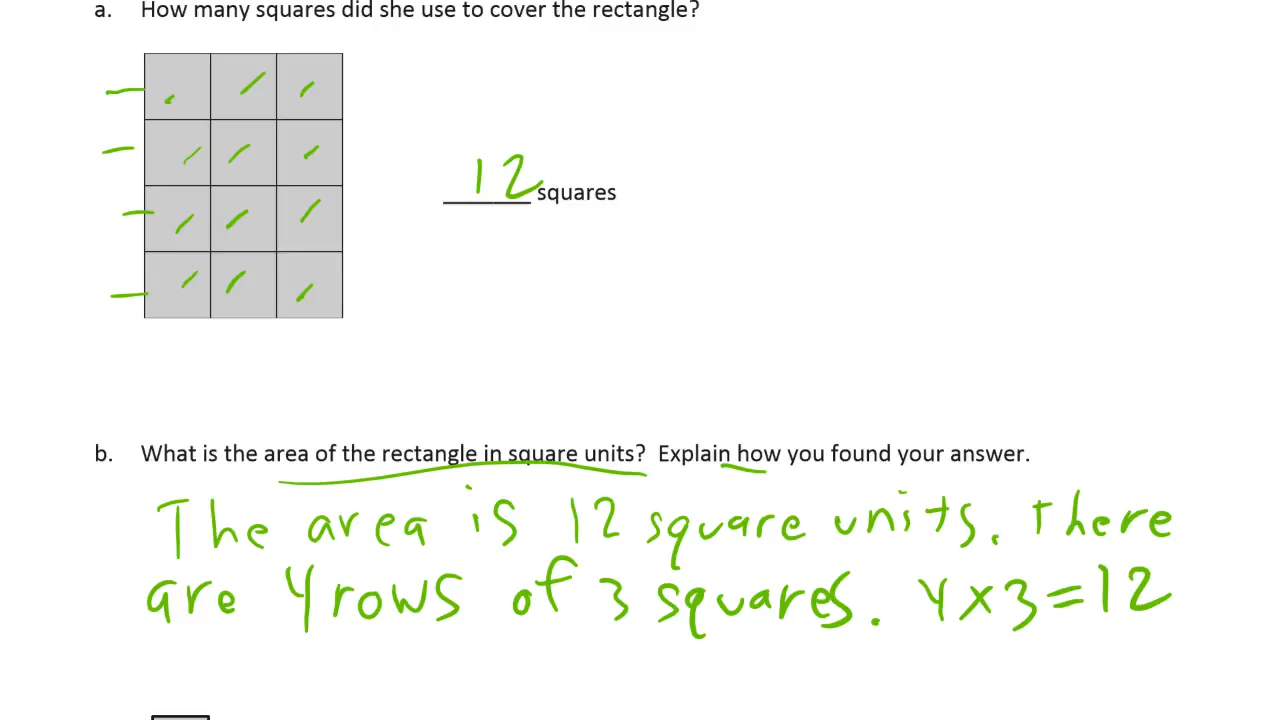 a. How many squares did she use to cover the rectangle?
12 squares
b. What is the area of the rectangle in square units? Explain how you found your answer.
The area is 12 square units. There
are 4 rows of 3 squares. 4 x 3 = 12